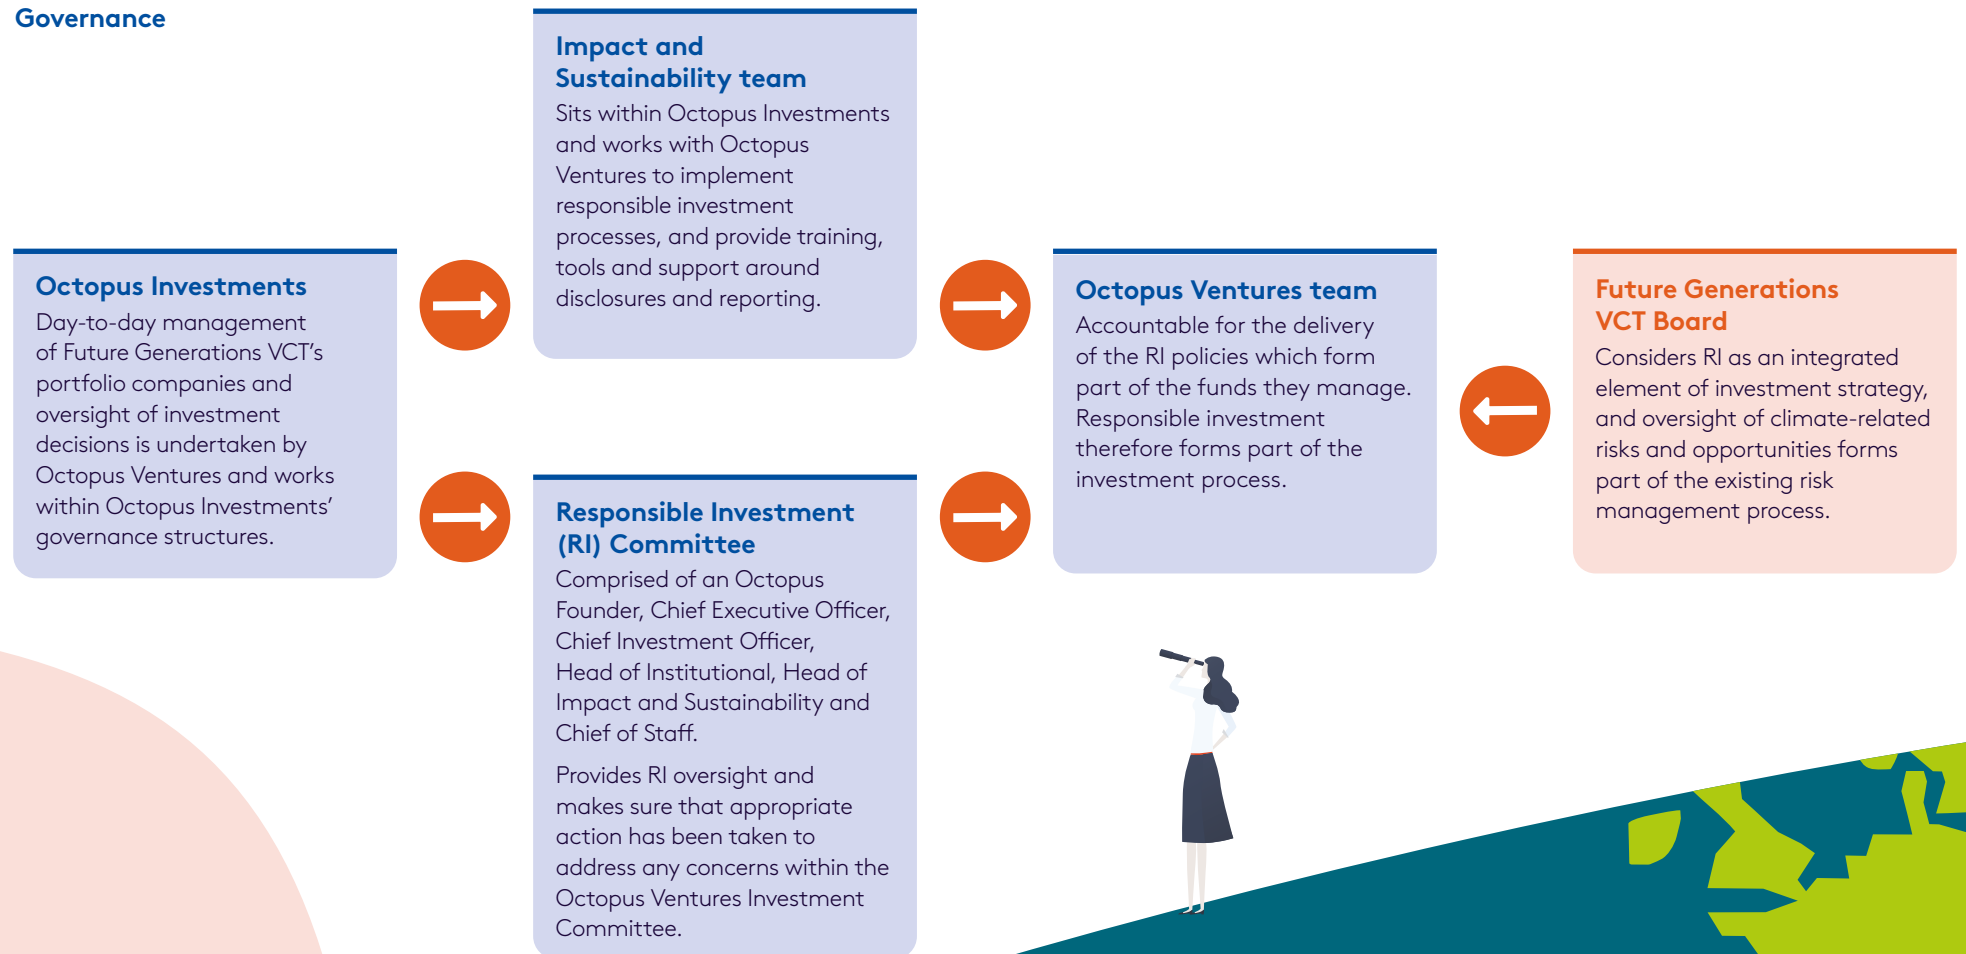 Governance
Octopus Investments
Day-to-day management
of Future Generations VCT’s
portfolio companies and
oversight of investment
decisions is undertaken by
Octopus Ventures and works
within Octopus Investments’
governance structures.
Impact and
Sustainability team
Sits within Octopus Investments
and works with Octopus
Ventures to implement
responsible investment
processes, and provide training,
tools and support around
disclosures and reporting.
Responsible Investment
(RI) Committee
Comprised of an Octopus
Founder, Chief Executive Officer,
Chief Investment Officer,
Head of Institutional, Head of
Impact and Sustainability and
Chief of Staff.
Provides RI oversight and
makes sure that appropriate
action has been taken to
address any concerns within the
Octopus Ventures Investment
Committee.
Octopus Ventures team
Accountable for the delivery
of the RI policies which form
part of the funds they manage.
Responsible investment
therefore forms part of the
investment process.
Future Generations
VCT Board
Considers RI as an integrated
element of investment strategy,
and oversight of climate-related
risks and opportunities forms
part of the existing risk
management process.